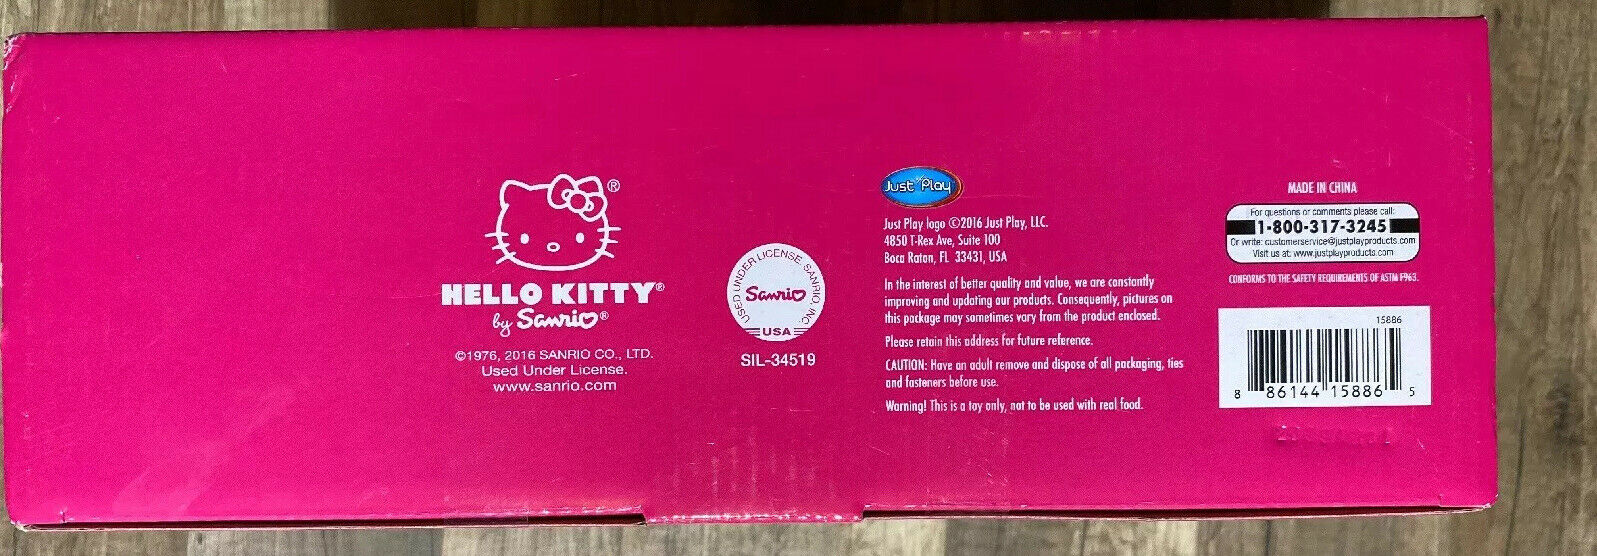 HELLO KITTY®
by Sanrio®
©1976, 2016 SANRIO CO., LTD.
Used Under License.
www.sanrio.com
USED UNDER LICENSE, SANRIO, INC.
Sanrio
USA
SIL-34519
Just Play
Just Play logo ©2016 Just Play, LLC.
4850 T-Rex Ave, Suite 100
Boca Raton, FL 33431, USA
In the interest of better quality and value, we are constantly
improving and updating our products. Consequently, pictures on
this package may sometimes vary from the product enclosed.
Please retain this address for future reference.
CAUTION: Have an adult remove and dispose of all packaging, ties
and fasteners before use.
Warning! This is a toy only, not to be used with real food.
MADE IN CHINA
For questions or comments please call:
1-800-317-3245
Or write: customerservice@justplayproducts.com
Visit us at: www.justplayproducts.com
CONFORMS TO THE SAFETY REQUIREMENTS OF ASTM F963.
15886
8 86144 15886 5